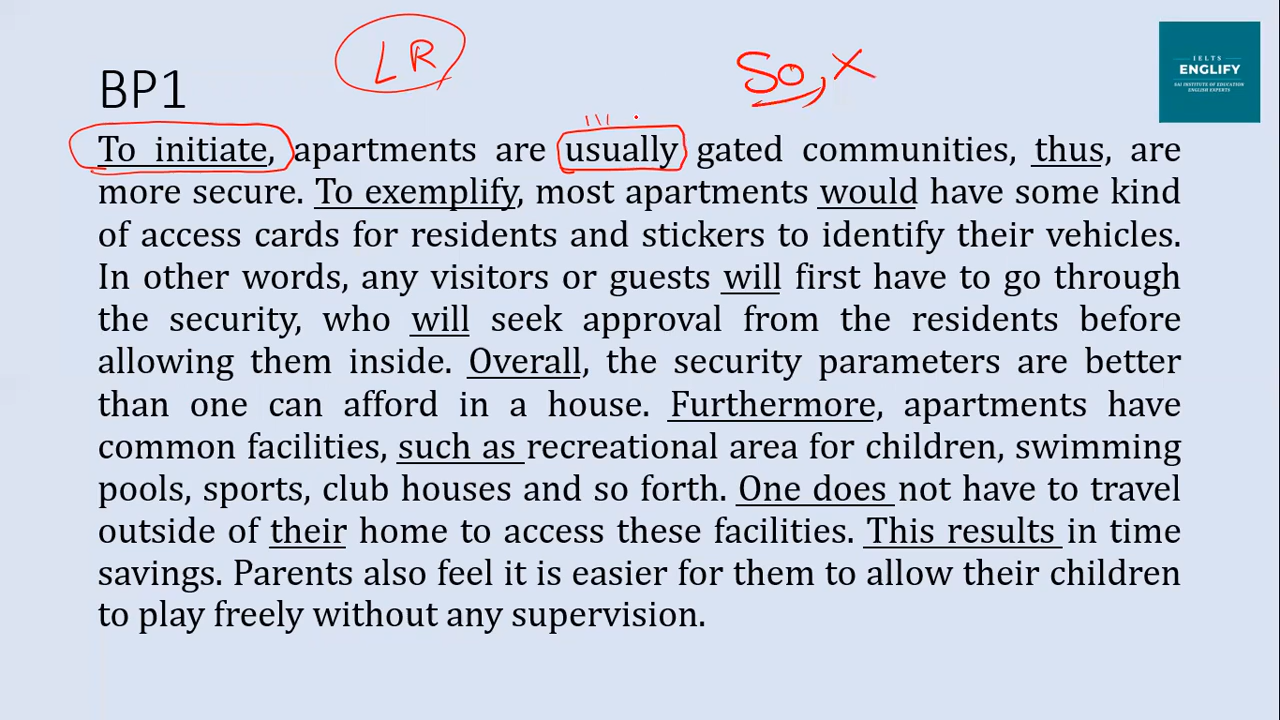 LR
So, X
IELTS
ENGLIFY
SAI INSTITUTE OF EDUCATION
ENGLISH EXPERTS
BP1
To initiate, apartments are usually gated communities, thus, are
more secure. To exemplify, most apartments would have some kind
of access cards for residents and stickers to identify their vehicles.
In other words, any visitors or guests will first have to go through
the security, who will seek approval from the residents before
allowing them inside. Overall, the security parameters are better
than one can afford in a house. Furthermore, apartments have
common facilities, such as recreational area for children, swimming
pools, sports, club houses and so forth. One does not have to travel
outside of their home to access these facilities. This results in time
savings. Parents also feel it is easier for them to allow their children
to play freely without any supervision.